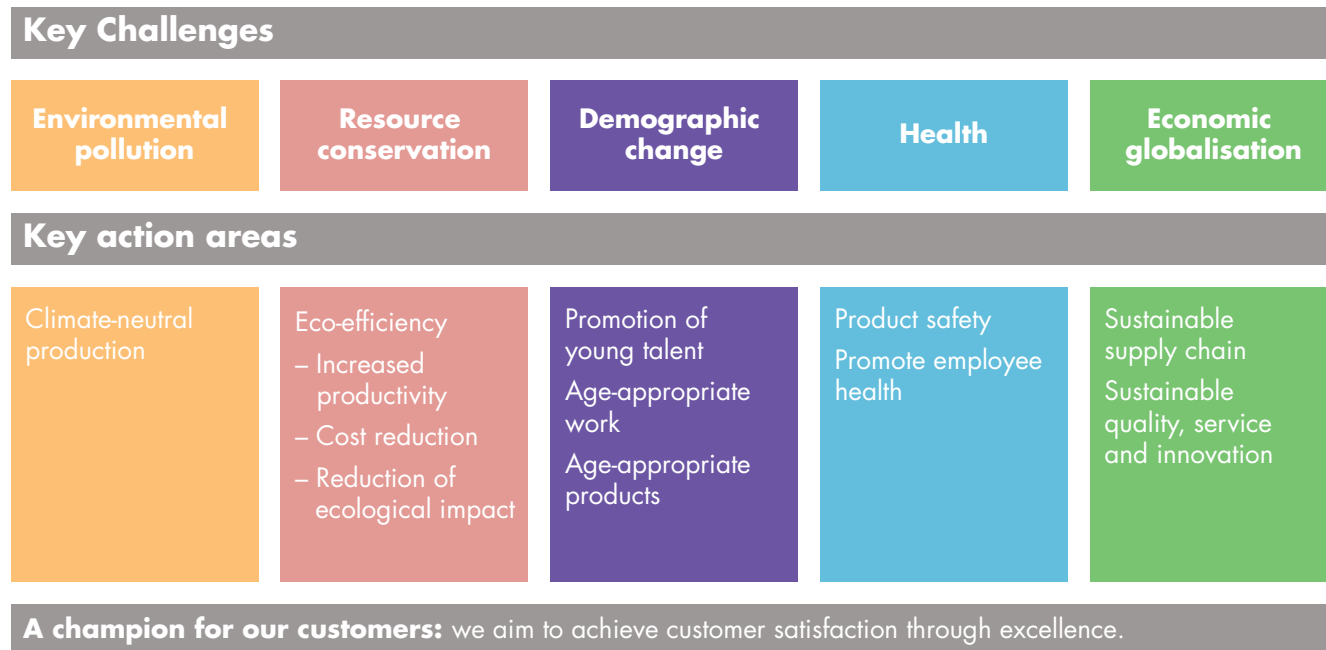 Key Challenges
Environmental
pollution
Resource
conservation
Demographic
change
Health
Economic
globalisation
Key action areas
Climate-neutral
production
Eco-efficiency
– Increased
productivity
– Cost reduction
– Reduction of
ecological impact
Promotion of
young talent
Age-appropriate
work
Age-appropriate
products
Product safety
Promote employee
health
Sustainable
supply chain
Sustainable
quality, service
and innovation
A champion for our customers: we aim to achieve customer satisfaction through excellence.